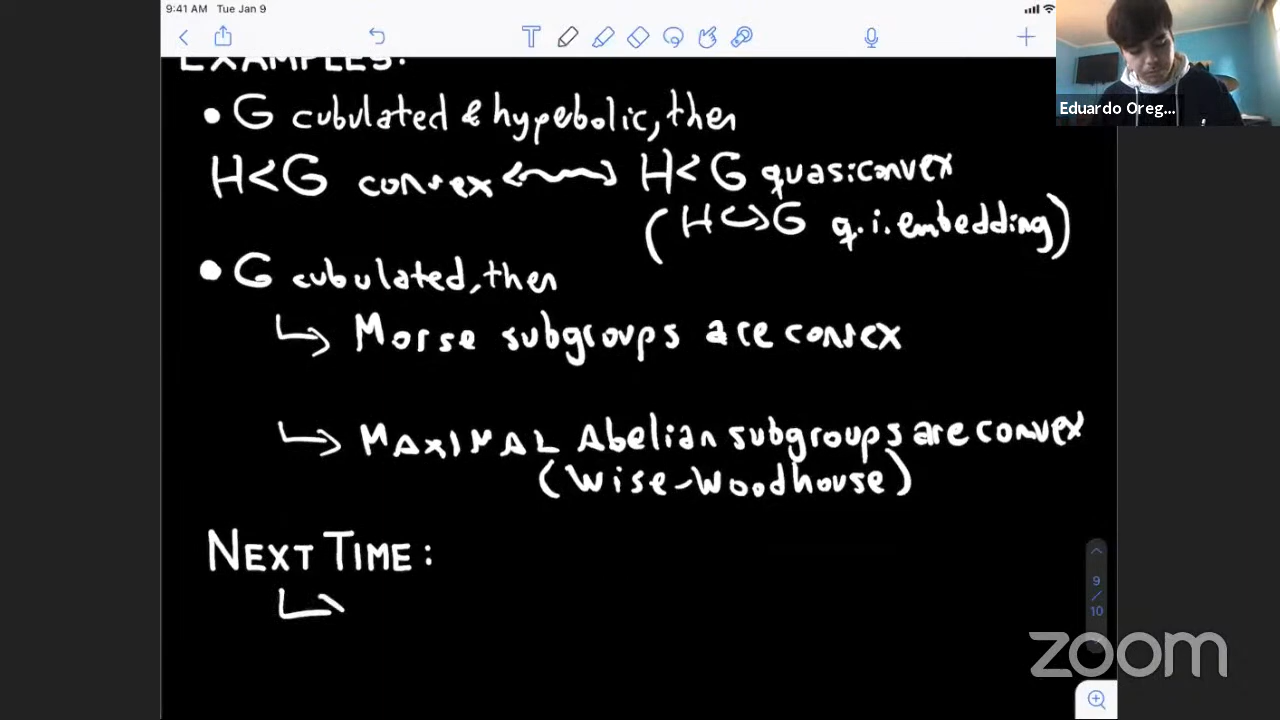 9:41 AM Tue Jan 9
EXAMPLES:
• G cubulated & hypebolic, then
H<G convex ⟷ H<G quasiconvex
(H↪G q.i. embedding)
• G cubulated, then
↳ Morse subgroups are convex
↳ MAXIMAL Abelian subgroups are convex
(Wise-Woodhouse)
NEXT TIME:
↳
Eduardo Oreg...
9
/
10
zoom